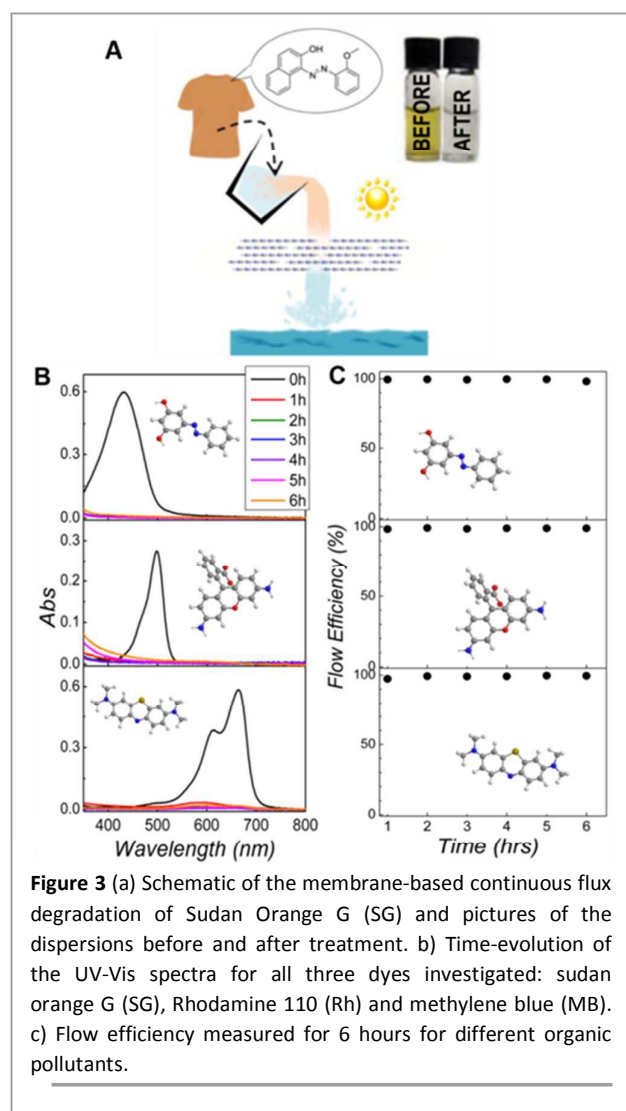 A
OH
O
N
N
BEFORE
AFTER
B
0.6
0.3
0.0
0h
1h
2h
3h
4h
5h
6h
0.3
0.2
0.1
0.0
0.6
0.3
0.0
Abs
400 500 600 700 800
Wavelength (nm)
C
100
50
0
100
50
0
100
50
0
Flow Efficiency (%)
1 2 3 4 5 6
Time (hrs)
Figure 3 (a) Schematic of the membrane-based continuous flux
degradation of Sudan Orange G (SG) and pictures of the
dispersions before and after treatment. b) Time-evolution of
the UV-Vis spectra for all three dyes investigated: sudan
orange G (SG), Rhodamine 110 (Rh) and methylene blue (MB).
c) Flow efficiency measured for 6 hours for different organic
pollutants.